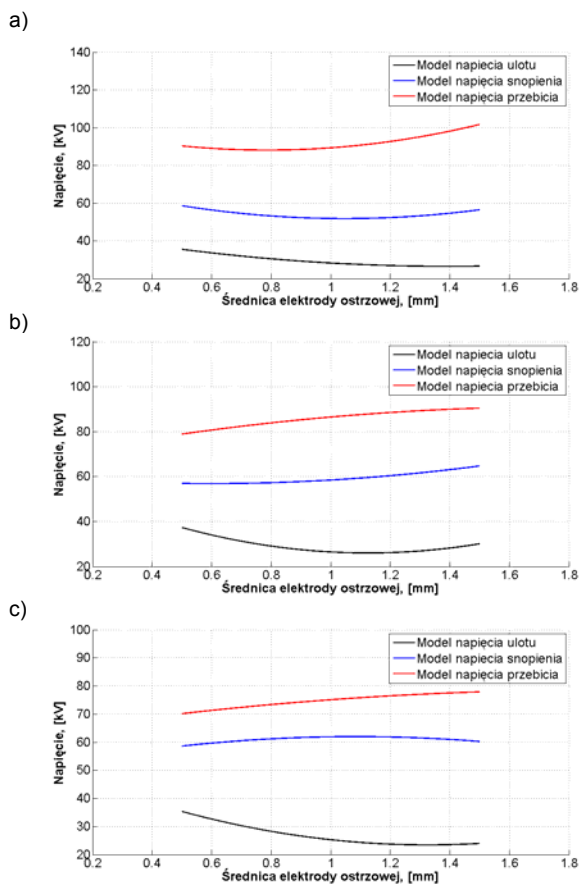 a)
140
120
100
80
60
40
20
Napięcie, [kV]
Model napiecia ulotu
Model napięcia snopienia
Model napięcia przebicia
0.2 0.4 0.6 0.8 1 1.2 1.4 1.6 1.8
Średnica elektrody ostrzowej, [mm]
b)
120
100
80
60
40
20
Napięcie, [kV]
Model napiecia ulotu
Model napięcia snopienia
Model napięcia przebicia
0.2 0.4 0.6 0.8 1 1.2 1.4 1.6 1.8
Średnica elektrody ostrzowej, [mm]
c)
100
90
80
70
60
50
40
30
20
Napięcie, [kV]
Model napięcia ulotu
Model napiecia snopienia
Model napięcia przebicia
0.2 0.4 0.6 0.8 1 1.2 1.4 1.6 1.8
Średnica elektrody ostrzowej, [mm]